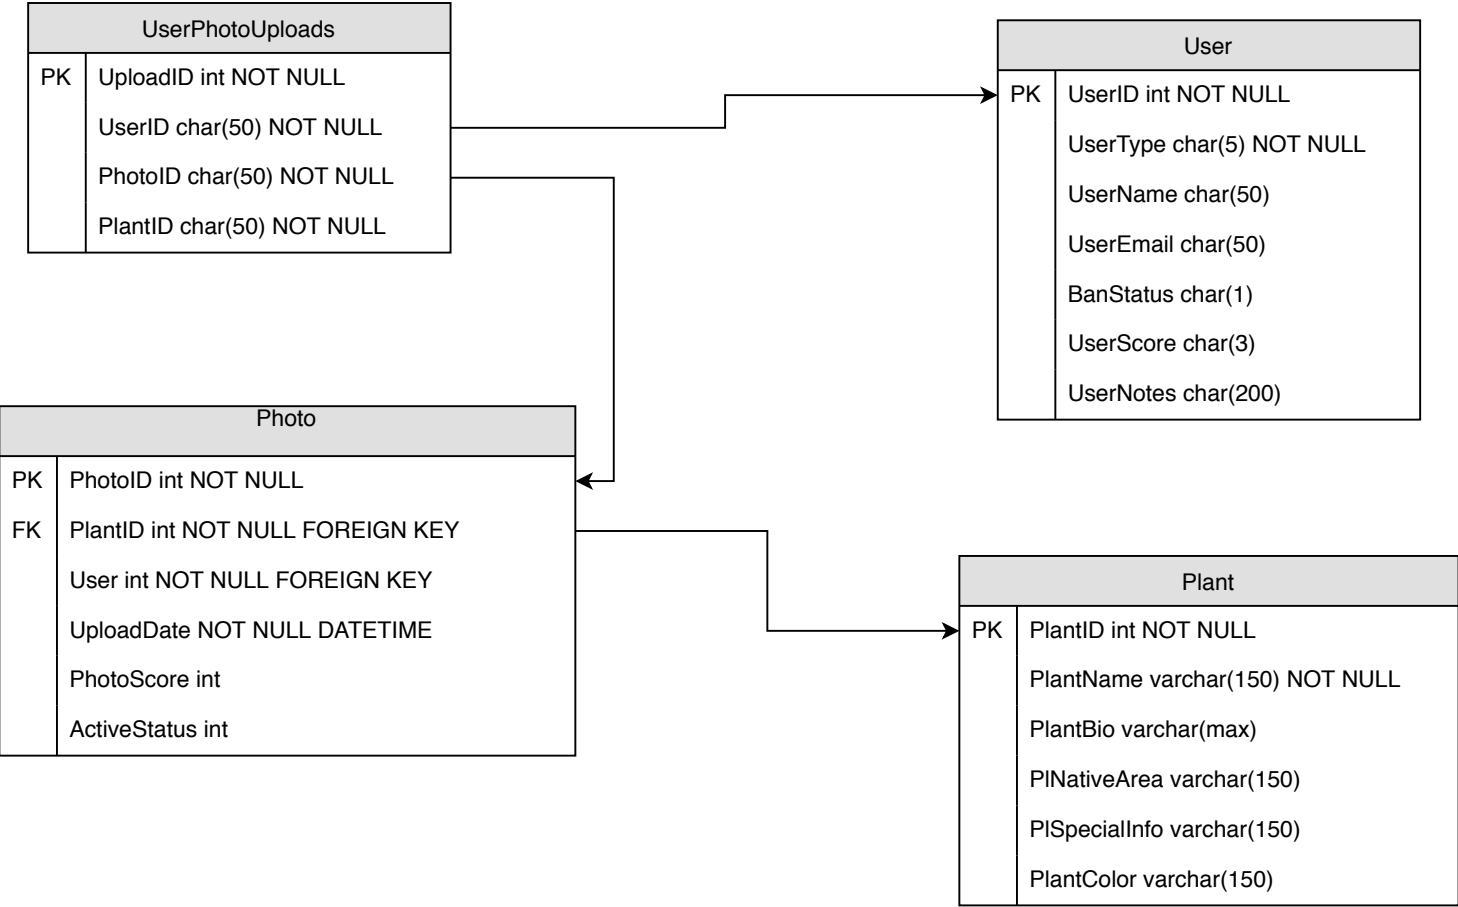 UserPhotoUploads
PK UploadID int NOT NULL
UserID char(50) NOT NULL
PhotoID char(50) NOT NULL
PlantID char(50) NOT NULL
User
PK UserID int NOT NULL
UserType char(5) NOT NULL
UserName char(50)
UserEmail char(50)
BanStatus char(1)
UserScore char(3)
UserNotes char(200)
Photo
PK PhotoID int NOT NULL
FK PlantID int NOT NULL FOREIGN KEY
User int NOT NULL FOREIGN KEY
UploadDate NOT NULL DATETIME
PhotoScore int
ActiveStatus int
Plant
PK PlantID int NOT NULL
PlantName varchar(150) NOT NULL
PlantBio varchar(max)
PlNativeArea varchar(150)
PlSpecialInfo varchar(150)
PlantColor varchar(150)